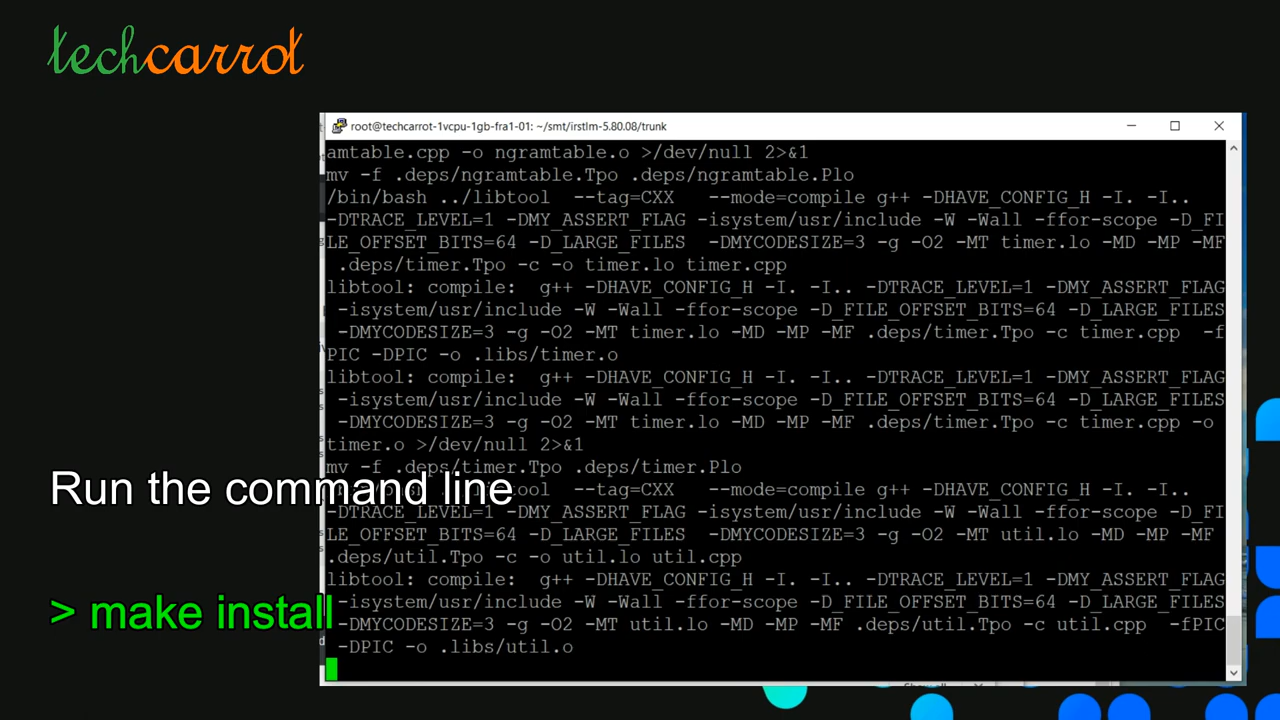 techcarrot
root@techcarrot-1vcpu-1gb-fra1-01: ~/smt/irstlm-5.80.08/trunk
amtable.cpp -o ngramtable.o >/dev/null 2>&1
mv -f .deps/ngramtable.Tpo .deps/ngramtable.Plo
/bin/bash ../libtool --tag=CXX --mode=compile g++ -DHAVE_CONFIG_H -I. -I..
-DTRACE_LEVEL=1 -DMY_ASSERT_FLAG -isystem/usr/include -W -Wall -ffor-scope -D_FI
LE_OFFSET_BITS=64 -D_LARGE_FILES -DMYCODESIZE=3 -g -O2 -MT timer.lo -MD -MP -MF
.deps/timer.Tpo -c -o timer.lo timer.cpp
libtool: compile: g++ -DHAVE_CONFIG_H -I. -I.. -DTRACE_LEVEL=1 -DMY_ASSERT_FLAG
-isystem/usr/include -W -Wall -ffor-scope -D_FILE_OFFSET_BITS=64 -D_LARGE_FILES
-DMYCODESIZE=3 -g -O2 -MT timer.lo -MD -MP -MF .deps/timer.Tpo -c timer.cpp -f
PIC -DPIC -o .libs/timer.o
libtool: compile: g++ -DHAVE_CONFIG_H -I. -I.. -DTRACE_LEVEL=1 -DMY_ASSERT_FLAG
-isystem/usr/include -W -Wall -ffor-scope -D_FILE_OFFSET_BITS=64 -D_LARGE_FILES
-DMYCODESIZE=3 -g -O2 -MT timer.lo -MD -MP -MF .deps/timer.Tpo -c timer.cpp -o
timer.o >/dev/null 2>&1
mv -f .deps/timer.Tpo .deps/timer.Plo
Run the command line
--tag=CXX --mode=compile g++ -DHAVE_CONFIG_H -I. -I..
-DTRACE_LEVEL=1 -DMY_ASSERT_FLAG -isystem/usr/include -W -Wall -ffor-scope -D_FI
LE_OFFSET_BITS=64 -D_LARGE_FILES -DMYCODESIZE=3 -g -O2 -MT util.lo -MD -MP -MF
.deps/util.Tpo -c -o util.lo util.cpp
libtool: compile: g++ -DHAVE_CONFIG_H -I. -I.. -DTRACE_LEVEL=1 -DMY_ASSERT_FLAG
-isystem/usr/include -W -Wall -ffor-scope -D_FILE_OFFSET_BITS=64 -D_LARGE_FILES
> make install
-DMYCODESIZE=3 -g -O2 -MT util.lo -MD -MP -MF .deps/util.Tpo -c util.cpp -fPIC
-DPIC -o .libs/util.o